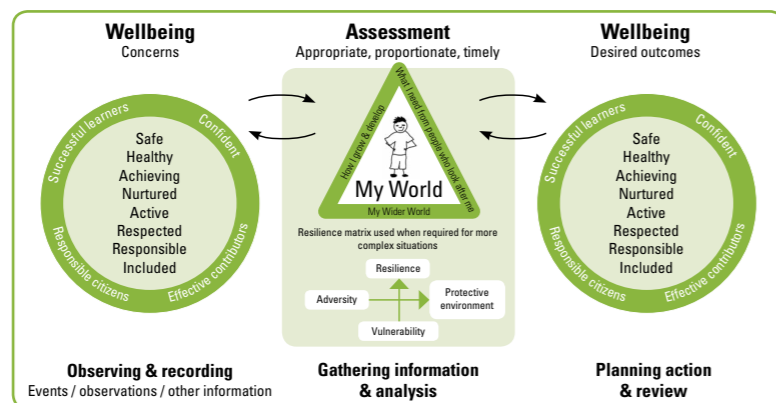 Wellbeing
Concerns
Successful learners
Confident
Safe
Healthy
Achieving
Nurtured
Active
Respected
Responsible
Included
Responsible citizens
Effective contributors
Observing & recording
Events / observations / other information
Assessment
Appropriate, proportionate, timely
How I grow & develop
What I need from people who look after me
My World
My Wider World
Resilience matrix used when required for more
complex situations
Resilience
Adversity
Protective
environment
Vulnerability
Gathering information
& analysis
Wellbeing
Desired outcomes
Successful learners
Confident
Safe
Healthy
Achieving
Nurtured
Active
Respected
Responsible
Included
Responsible citizens
Effective contributors
Planning action
& review